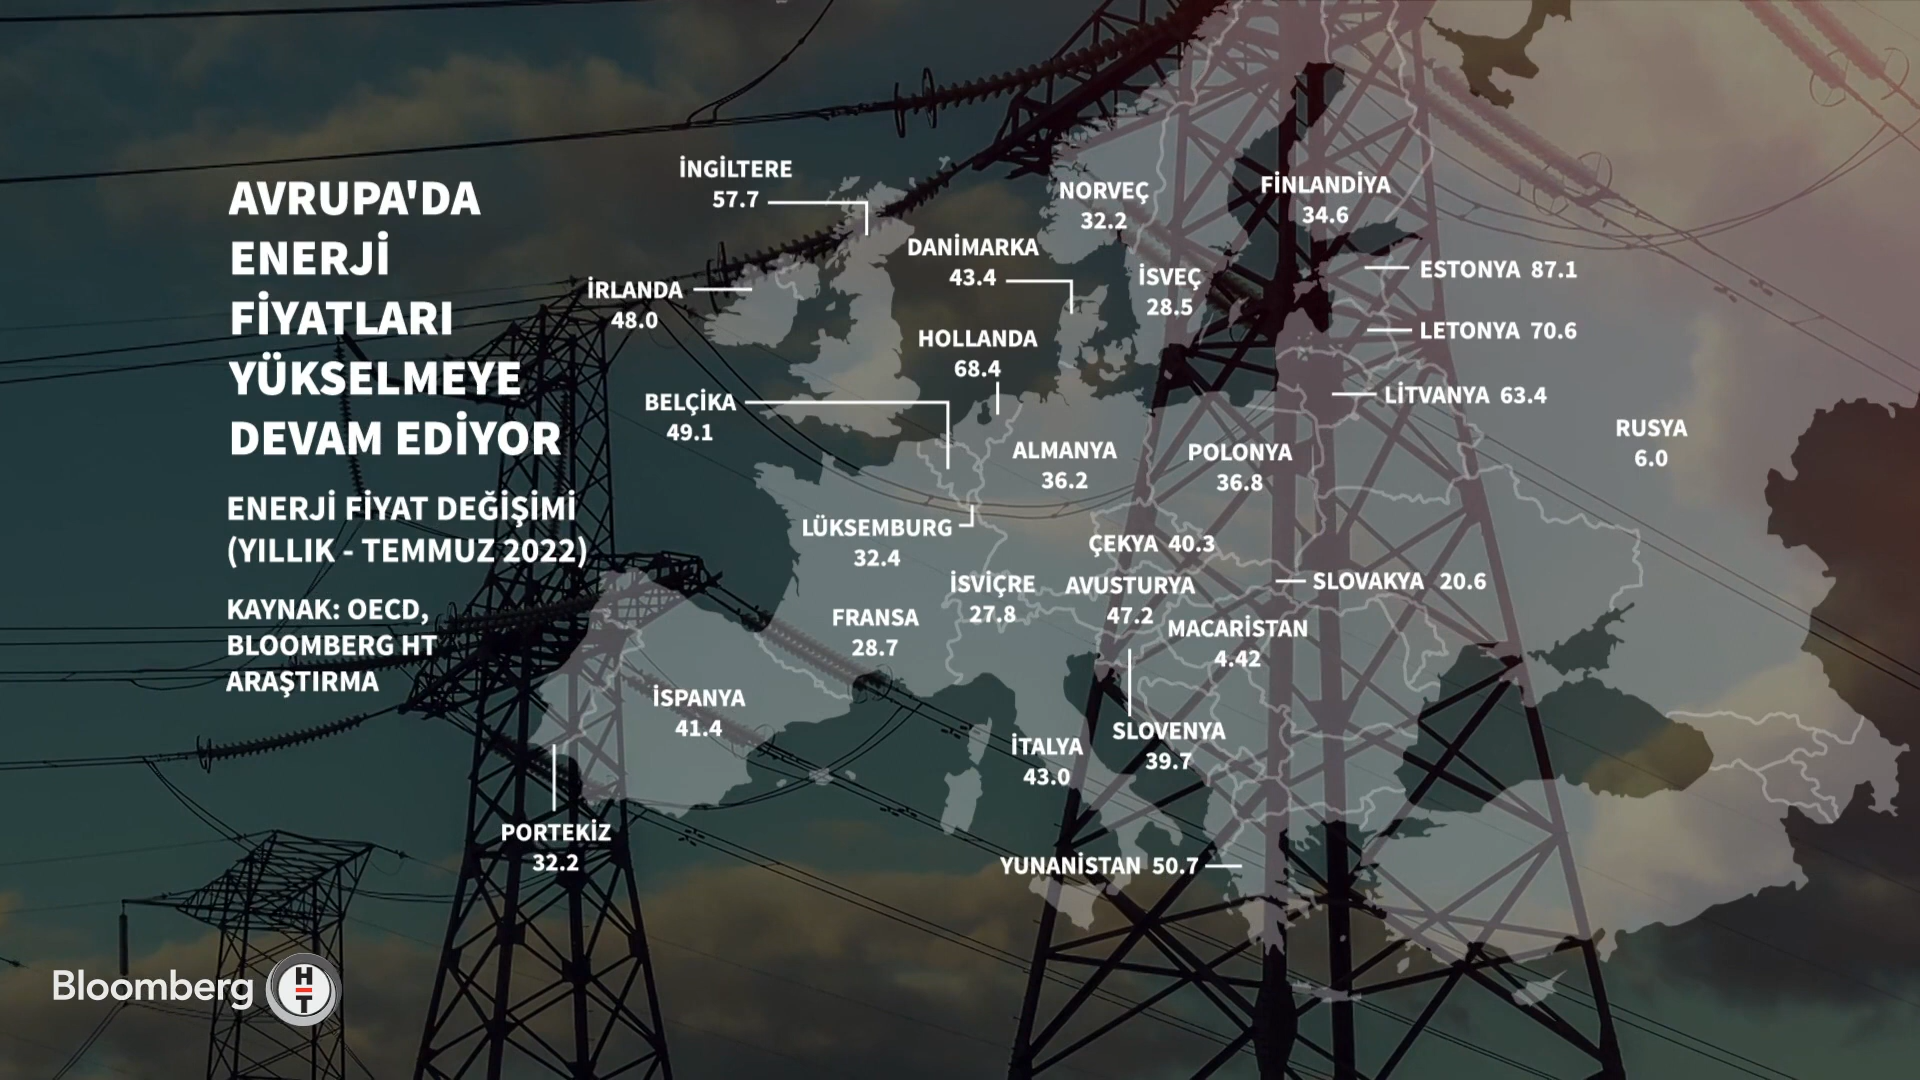 AVRUPA'DA
ENERJİ
FİYATLARI
YÜKSELMEYE
DEVAM EDİYOR
ENERJİ FİYAT DEĞİŞİMİ
(YILLIK - TEMMUZ 2022)
KAYNAK: OECD,
BLOOMBERG HT
ARAŞTIRMA
İNGİLTERE
57.7
NORVEÇ
32.2
FİNLANDİYA
34.6
DANİMARKA
43.4
İSVEÇ
28.5
ESTONYA 87.1
İRLANDA
48.0
LETONYA 70.6
HOLLANDA
68.4
LİTVANYA 63.4
BELÇİKA
49.1
RUSYA
6.0
ALMANYA
36.2
POLONYA
36.8
LÜKSEMBURG
32.4
ÇEKYA 40.3
İSVİÇRE
27.8
AVUSTURYA
47.2
SLOVAKYA 20.6
FRANSA
28.7
MACARİSTAN
4.42
İSPANYA
41.4
SLOVENYA
39.7
İTALYA
43.0
PORTEKİZ
32.2
YUNANİSTAN 50.7
Bloomberg HT